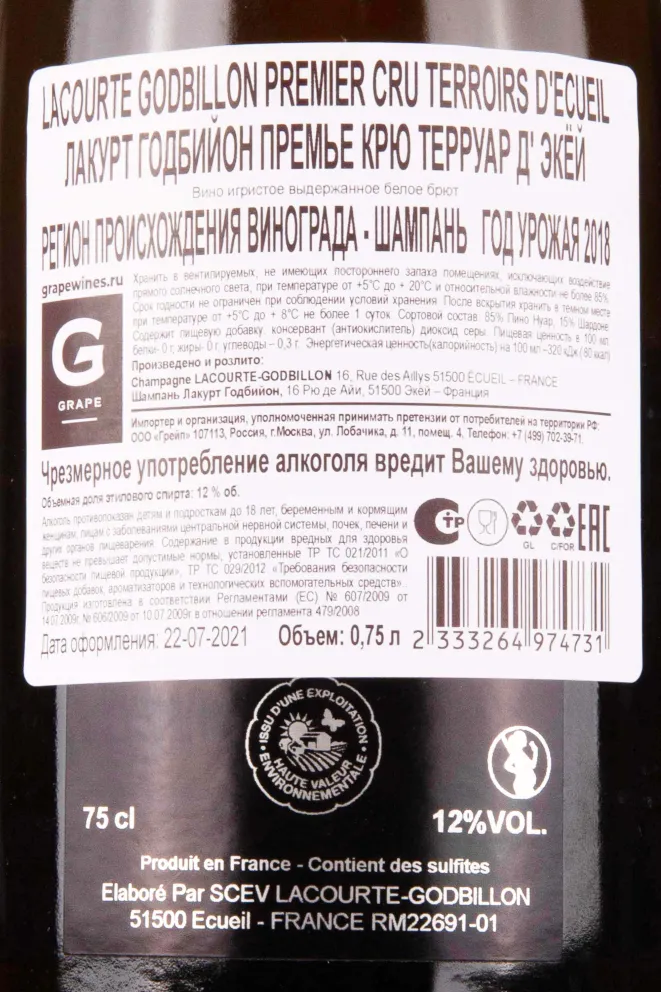 LACOURTE GODBILLON PREMIER CRU TERROIRS D'ECUEIL
ЛАКУРТ ГОДБИЙОН ПРЕМЬЕ КРЮ ТЕРРУАР Д' ЭКЁЙ
Вино игристое выдержанное белое брют
РЕГИОН ПРОИСХОЖДЕНИЯ ВИНОГРАДА - ШАМПАНЬ ГОД УРОЖАЯ 2018
grapewines.ru
G
GRAPE
Хранить в вентилируемых, не имеющих постороннего запаха помещениях, исключающих воздействие
прямого солнечного света, при температуре от +5°С до + 20°С и относительной влажности не более 85%.
Срок годности не ограничен при соблюдении условий хранения. После вскрытия хранить в темном месте
при температуре от +5°С до + 8°С не более 1 суток. Сортовой состав: 85% Пино Нуар, 15% Шардоне
Содержит пищевую добавку: консервант (антиокислитель) диоксид серы. Пищевая ценность в 100 мл:
белки- 0 г; жиры- 0 г; углеводы – 0,3 г. Энергетическая ценность(калорийность) на 100 мл –320 кДж / 80 ккал)
Произведено и розлито:
Champagne LACOURTE-GODBILLON 16, Rue des Aillys 51500 ÉCUEIL – FRANCE
Шампань Лакурт Годбийон, 16 Рю де Айи, 51500 Экёй – Франция
Импортер и организация, уполномоченная принимать претензии от потребителей на территории РФ:
ООО «Грейп» 107113, Россия, г.Москва, ул. Лобачика, д. 11, помещ. 4. Телефон: +7 (499) 702-39-71.
Чрезмерное употребление алкоголя вредит Вашему здоровью.
Объемная доля этилового спирта: 12 % об.
Алкоголь противопоказан детям и подросткам до 18 лет, беременным и кормящим
женщинам, лицам с заболеваниями центральной нервной системы, почек, печени и
других органов пищеварения. Содержание в продукции вредных для здоровья
веществ не превышает допустимые нормы, установленные ТР ТС 021/2011 «О
безопасности пищевой продукции», ТР ТС 029/2012 «Требования безопасности
пищевых добавок, ароматизаторов и технологических вспомогательных средств».
Продукция изготовлена в соответствии Регламентами (ЕС) № 607/2009 от
14.07.2009г. № 606/2009 от 10.07.2009г в отношении регламента 479/2008
Дата оформления: 22-07-2021 Объем: 0,75 л
СТР
GL
C/FOR
EAC
2 333264 974731
ISSU D'UNE EXPLOITATION
HAUTE VALEUR
ENVIRONNEMENTALE
75 cl
12%VOL.
Produit en France - Contient des sulfites
Elaboré Par SCEV LACOURTE-GODBILLON
51500 Ecueil - FRANCE RM22691-01